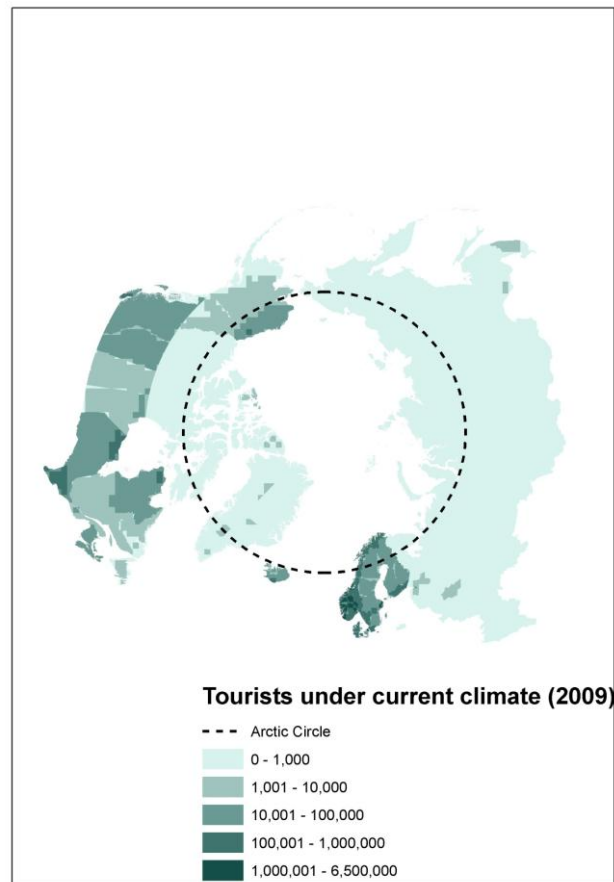 Tourists under current climate (2009)
Arctic Circle
0 - 1,000
1,001 - 10,000
10,001 - 100,000
100,001 - 1,000,000
1,000,001 - 6,500,000